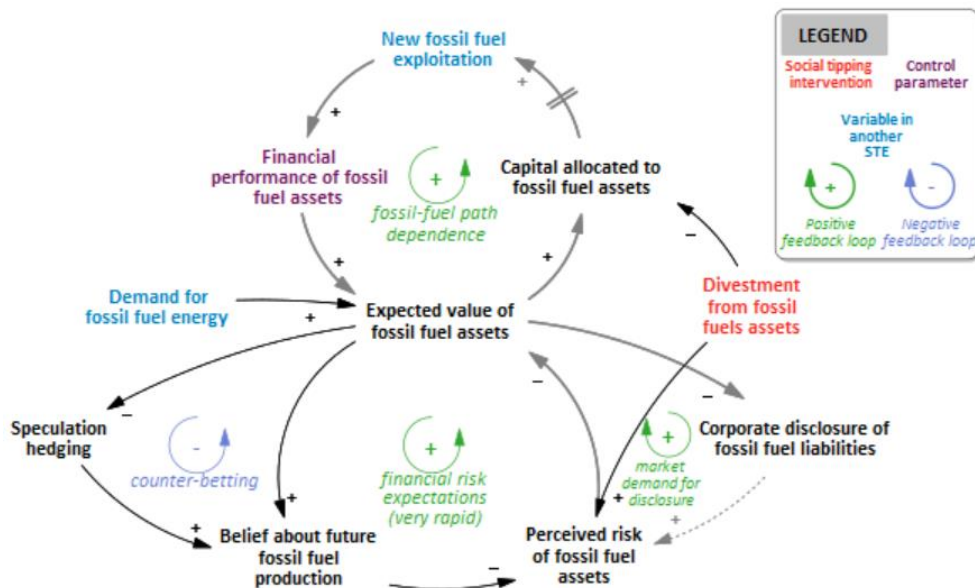 New fossil fuel
exploitation
+
+
Financial
performance of fossil
fuel assets
+
fossil-fuel path
dependence
Capital allocated to
fossil fuel assets
+
+
–
Demand for
fossil fuel energy
+
Expected value of
fossil fuel assets
Divestment
from fossil
fuels assets
–
–
–
Speculation
hedging
-
counter-betting
+
financial risk
expectations
(very rapid)
+
market
demand for
disclosure
Corporate disclosure of
fossil fuel liabilities
+
+
+
+
Belief about future
fossil fuel
production
–
Perceived risk
of fossil fuel
assets
LEGEND
Social tipping
intervention
Control
parameter
Variable in
another
STE
+
-
Positive
feedback loop
Negative
feedback loop